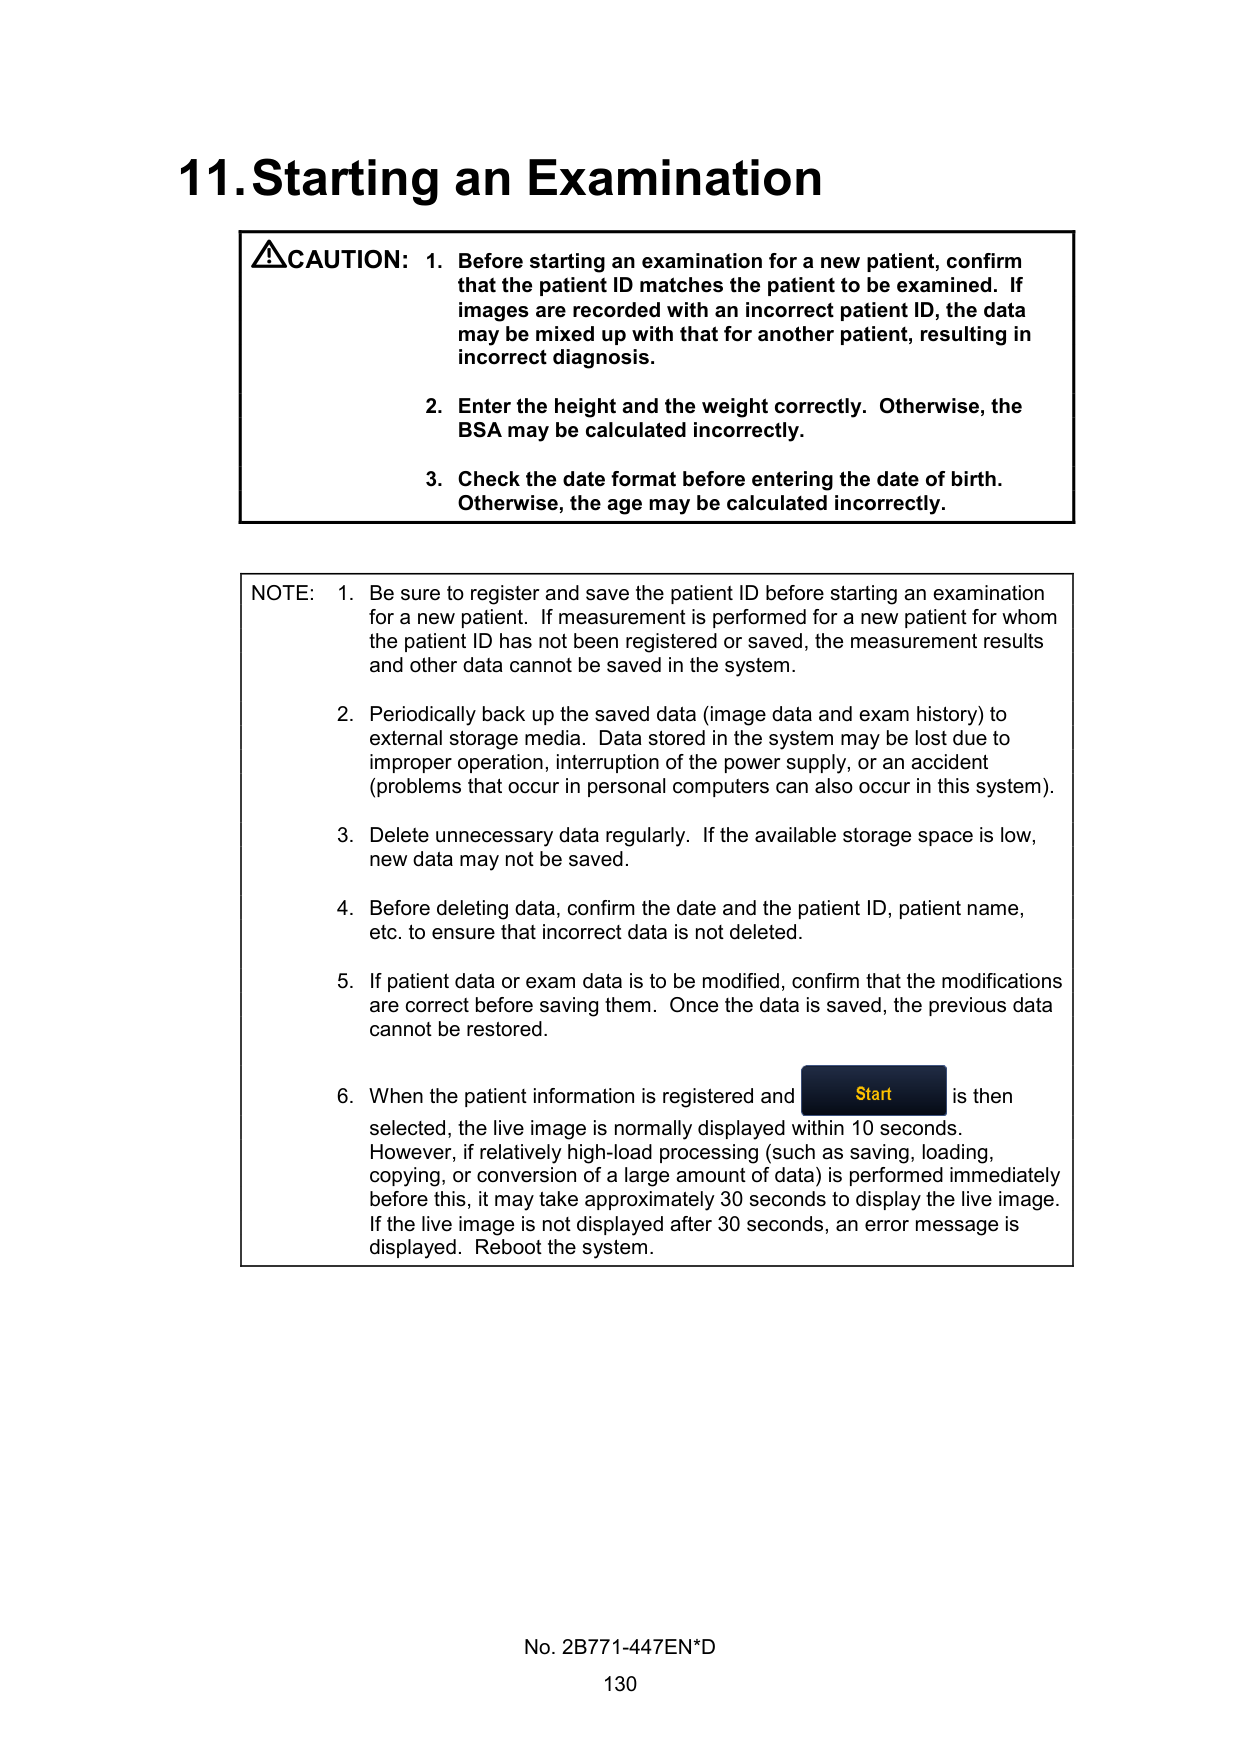 11. Starting an Examination
⚠CAUTION: 1. Before starting an examination for a new patient, confirm
that the patient ID matches the patient to be examined.  If
images are recorded with an incorrect patient ID, the data
may be mixed up with that for another patient, resulting in
incorrect diagnosis.
2. Enter the height and the weight correctly.  Otherwise, the
BSA may be calculated incorrectly.
3. Check the date format before entering the date of birth.
Otherwise, the age may be calculated incorrectly.
NOTE: 1. Be sure to register and save the patient ID before starting an examination
for a new patient.  If measurement is performed for a new patient for whom
the patient ID has not been registered or saved, the measurement results
and other data cannot be saved in the system.
2. Periodically back up the saved data (image data and exam history) to
external storage media.  Data stored in the system may be lost due to
improper operation, interruption of the power supply, or an accident
(problems that occur in personal computers can also occur in this system).
3. Delete unnecessary data regularly.  If the available storage space is low,
new data may not be saved.
4. Before deleting data, confirm the date and the patient ID, patient name,
etc. to ensure that incorrect data is not deleted.
5. If patient data or exam data is to be modified, confirm that the modifications
are correct before saving them.  Once the data is saved, the previous data
cannot be restored.
6. When the patient information is registered and Start is then
selected, the live image is normally displayed within 10 seconds.
However, if relatively high-load processing (such as saving, loading,
copying, or conversion of a large amount of data) is performed immediately
before this, it may take approximately 30 seconds to display the live image.
If the live image is not displayed after 30 seconds, an error message is
displayed.  Reboot the system.
No. 2B771-447EN*D
130